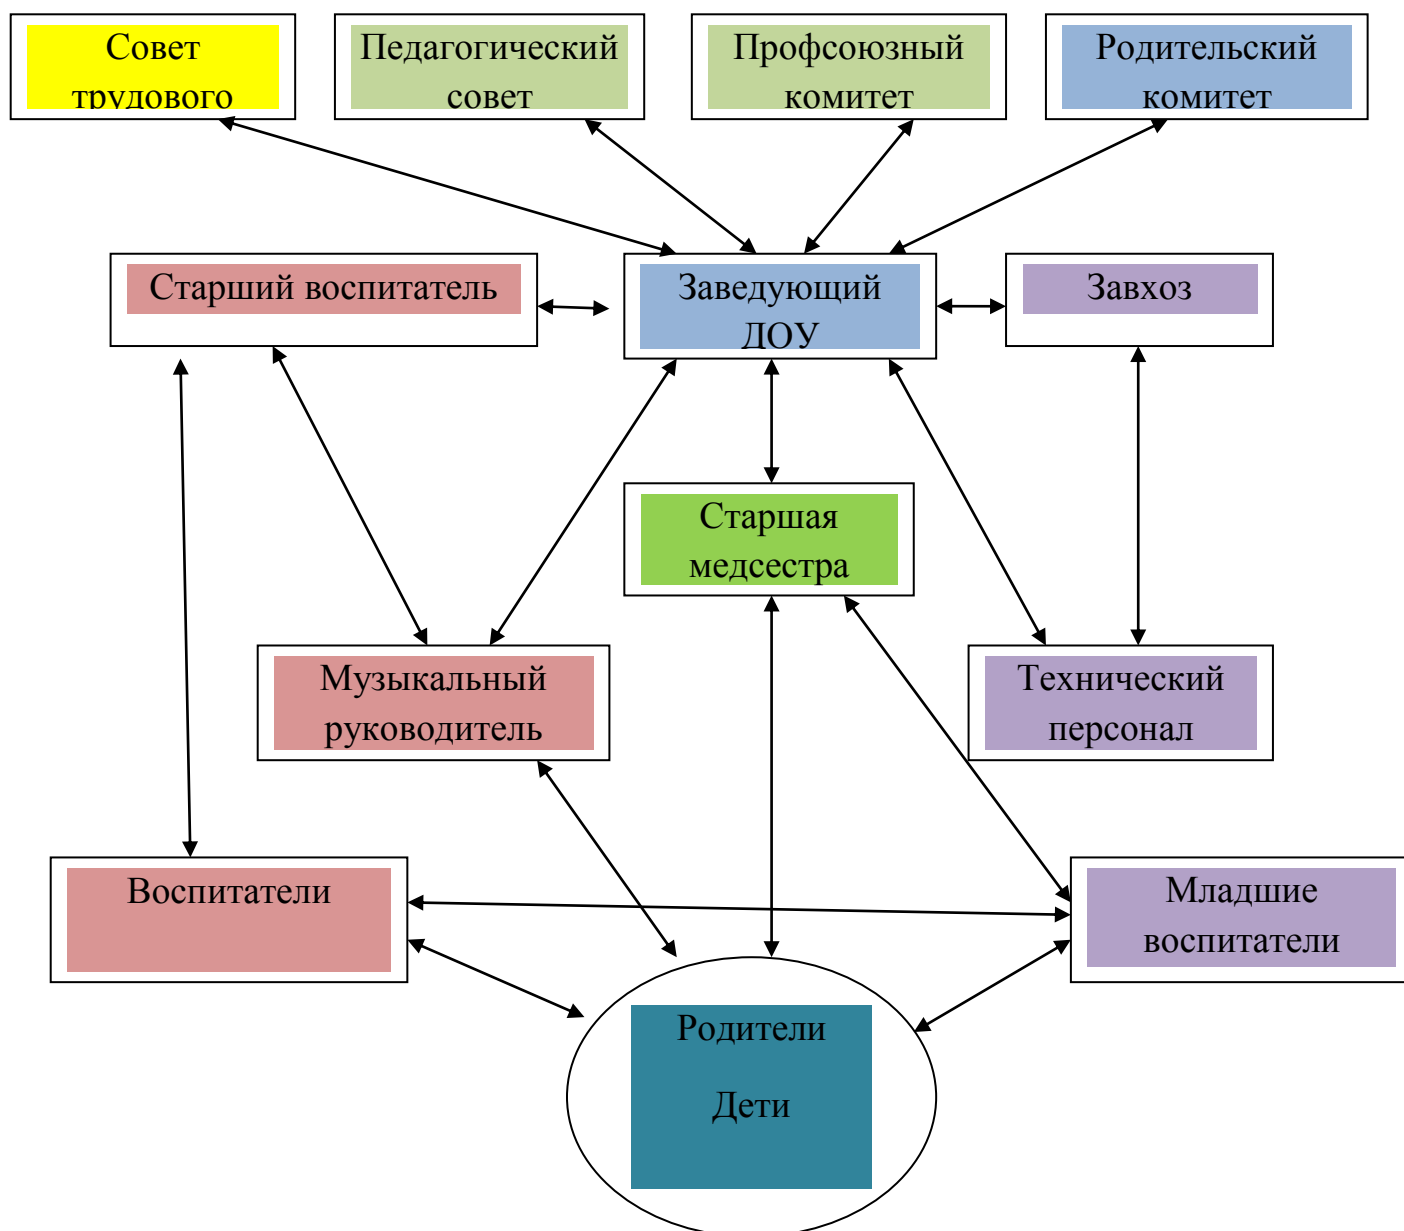 Совет
трудового
Педагогический
совет
Профсоюзный
комитет
Родительский
комитет
Старший воспитатель
Заведующий
ДОУ
Завхоз
Старшая
медсестра
Музыкальный
руководитель
Технический
персонал
Воспитатели
Младшие
воспитатели
Родители
Дети